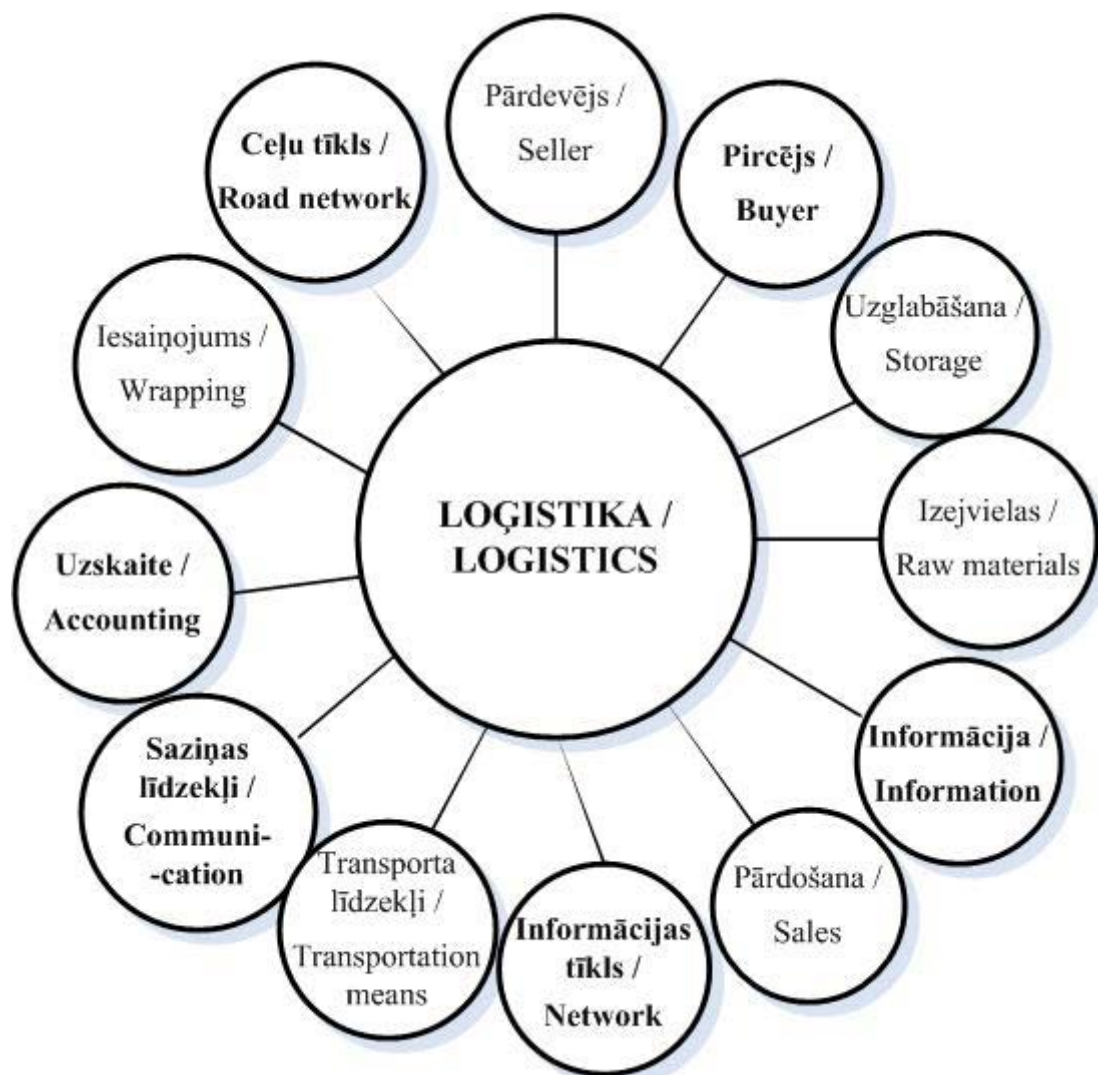 Pārdevējs /
Seller
Pircējs /
Buyer
Uzglabāšana /
Storage
Izejvielas /
Raw materials
Informācija /
Information
Pārdošana /
Sales
Informācijas
tīkls /
Network
Transporta
līdzekļi /
Transportation
means
Saziņas
līdzekļi /
Communi-
-cation
Uzskaite /
Accounting
Iesaiņojums /
Wrapping
Ceļu tīkls /
Road network
LOĢISTIKA /
LOGISTICS